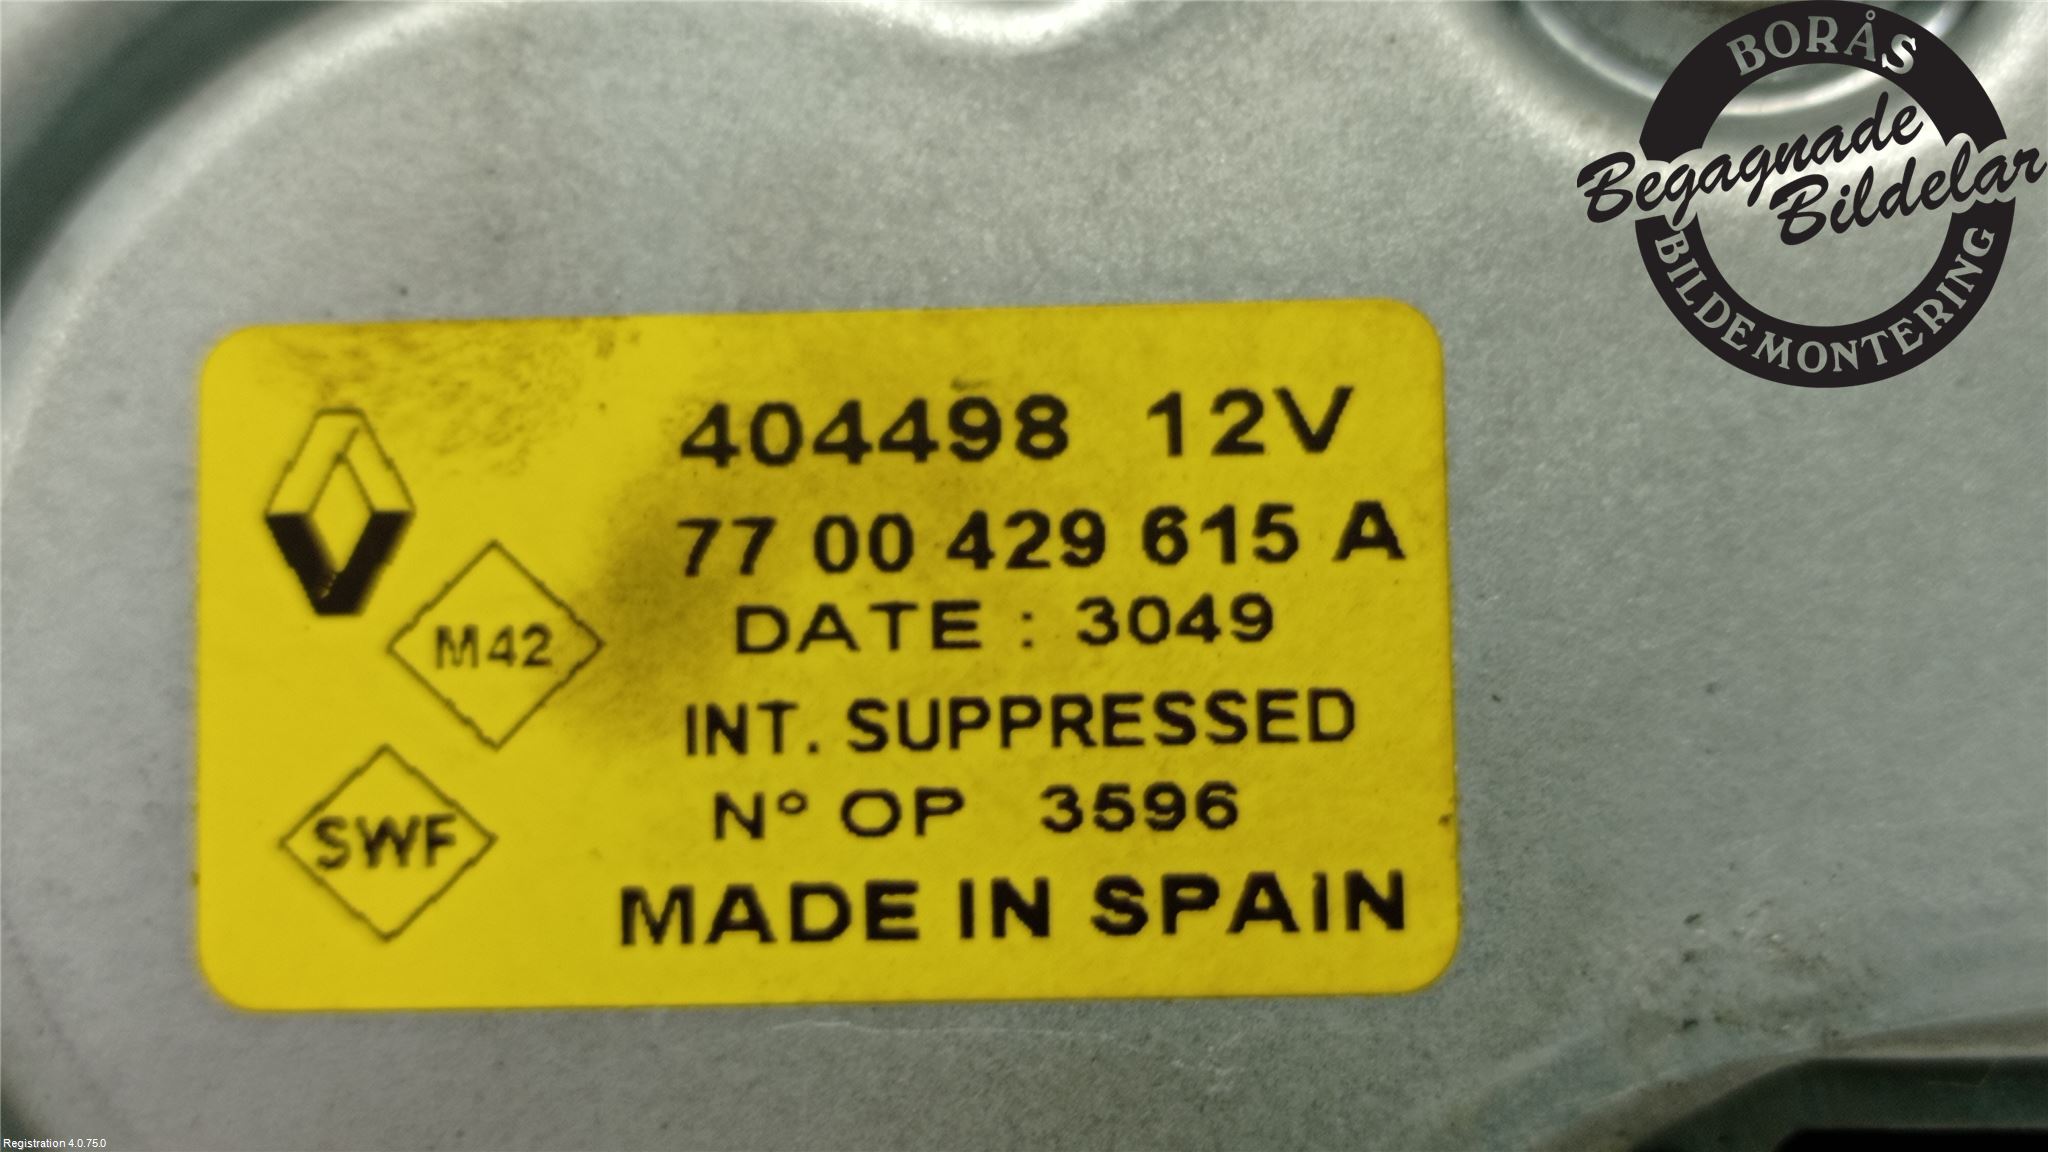 BORÅS
Begagnade
Bildelar
BILDEMONTERING
404498 12V
77 00 429 615 A
M42
DATE : 3049
INT. SUPPRESSED
SWF
N° OP 3596
MADE IN SPAIN
Registration 4.0.75.0